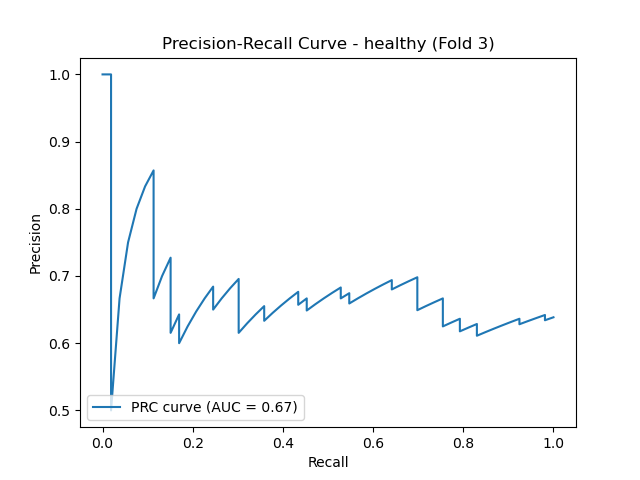 Precision-Recall Curve - healthy (Fold 3)
1.0
0.9
0.8
0.7
0.6
0.5
Precision
PRC curve (AUC = 0.67)
0.0 0.2 0.4 0.6 0.8 1.0
Recall